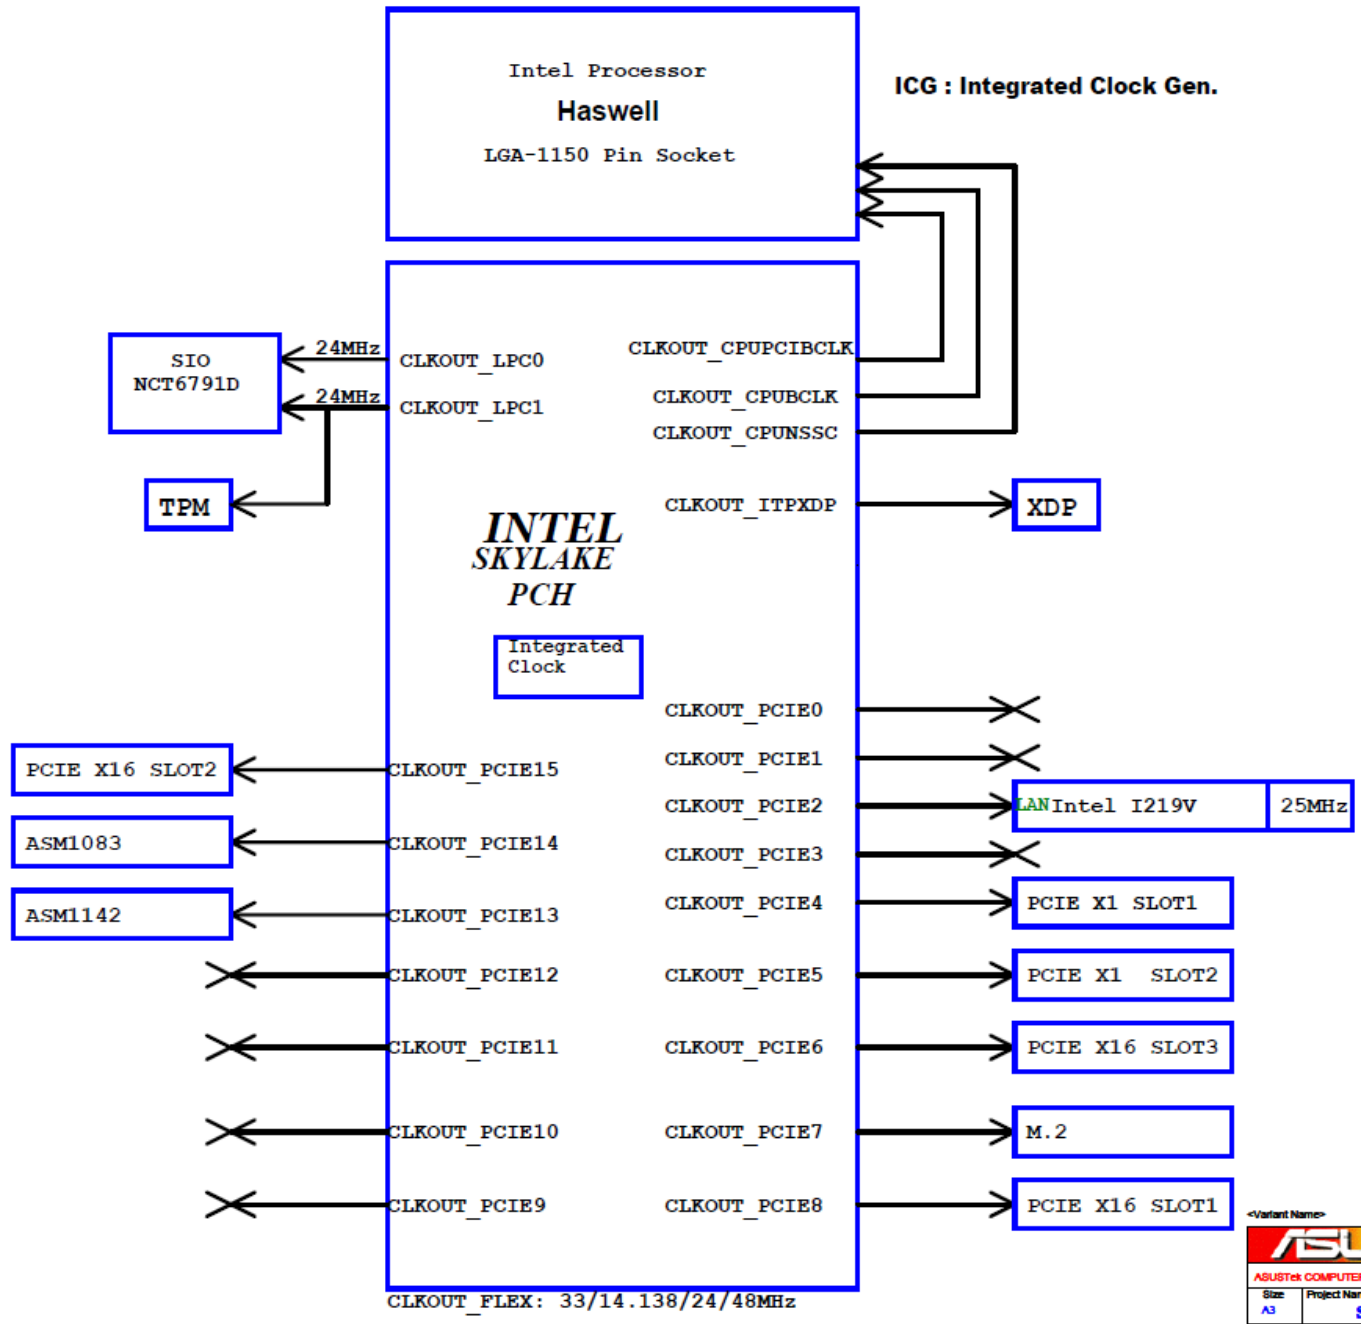 Intel Processor
Haswell
LGA-1150 Pin Socket
ICG : Integrated Clock Gen.
SIO
NCT6791D
24MHz
CLKOUT_LPC0
24MHz
CLKOUT_LPC1
TPM
CLKOUT_CPUPCIBCLK
CLKOUT_CPUBCLK
CLKOUT_CPUNSSC
CLKOUT_ITPXDP
XDP
INTEL
SKYLAKE
PCH
Integrated
Clock
CLKOUT_PCIE0
CLKOUT_PCIE1
CLKOUT_PCIE2
LAN Intel I219V
25MHz
CLKOUT_PCIE3
CLKOUT_PCIE4
PCIE X1 SLOT1
CLKOUT_PCIE5
PCIE X1 SLOT2
CLKOUT_PCIE6
PCIE X16 SLOT3
CLKOUT_PCIE7
M.2
CLKOUT_PCIE8
PCIE X16 SLOT1
PCIE X16 SLOT2
CLKOUT_PCIE15
ASM1083
CLKOUT_PCIE14
ASM1142
CLKOUT_PCIE13
CLKOUT_PCIE12
CLKOUT_PCIE11
CLKOUT_PCIE10
CLKOUT_PCIE9
CLKOUT_FLEX: 33/14.138/24/48MHz
<Variant Name>
ASUSTek COMPUTER
Size
Project Nam
A3